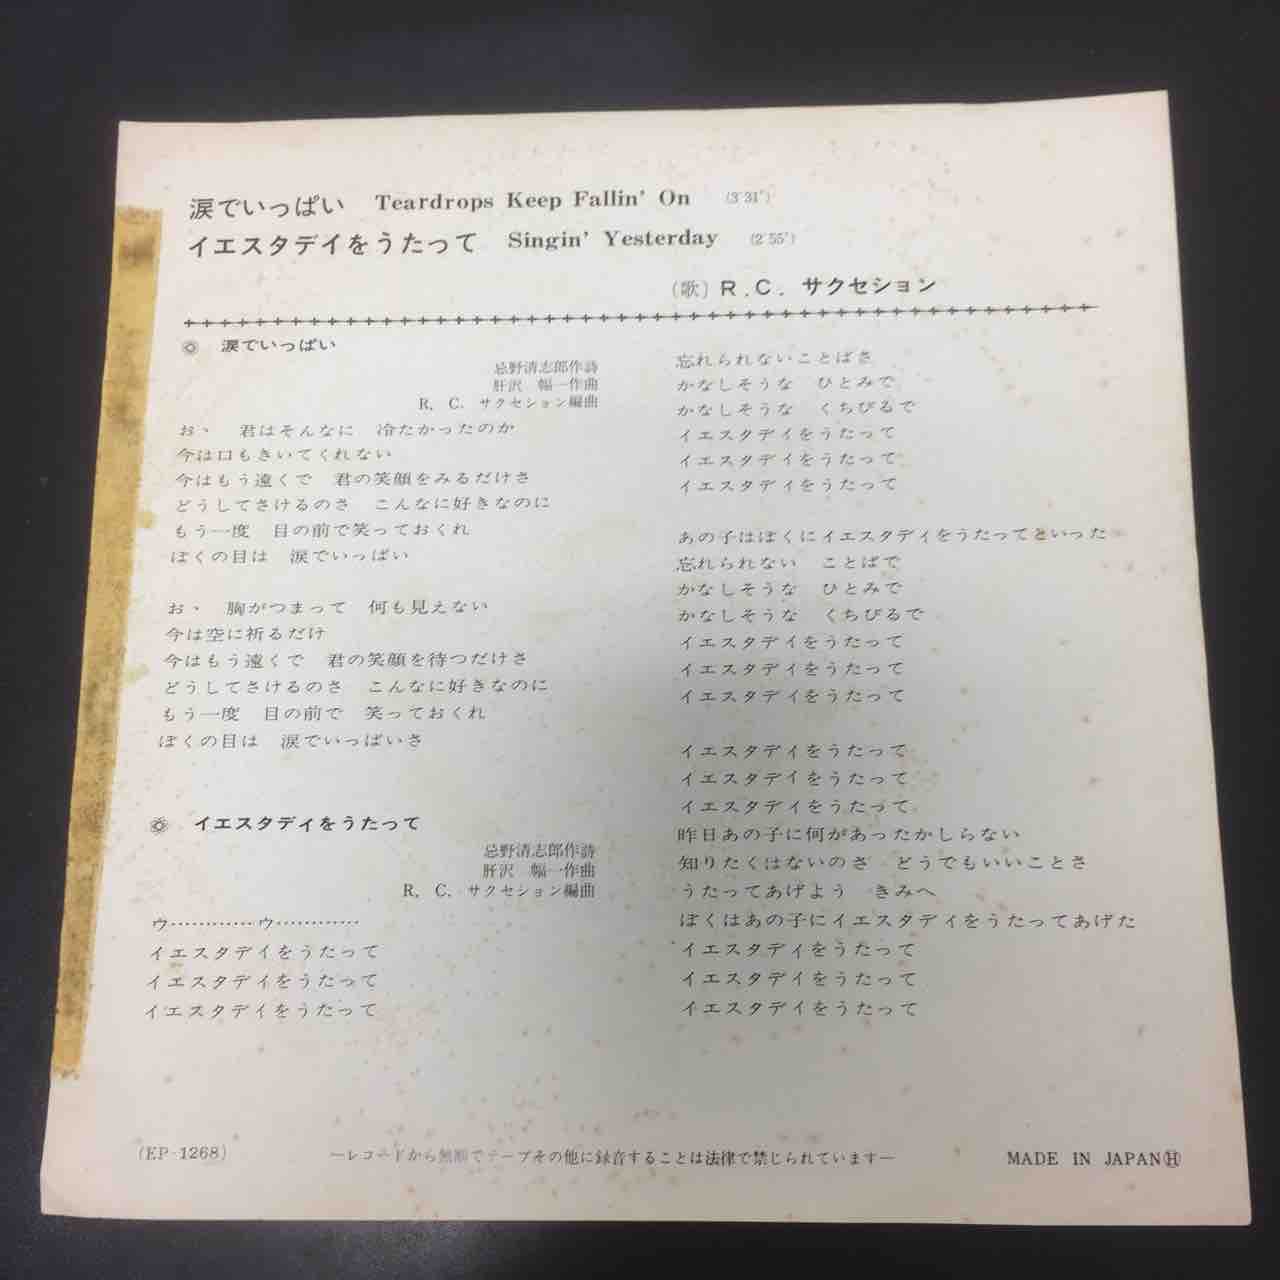 涙でいっぱい Teardrops Keep Fallin' On (3'31")
イエスタデイをうたって Singin' Yesterday (2'55")
(歌) R.C. サクセション
◎ 涙でいっぱい
忌野清志郎作詩
肝沢 幅一作曲
R, C. サクセション編曲
おゝ 君はそんなに 冷たかったのか
今は口もきいてくれない
今はもう遠くで 君の笑顔をみるだけさ
どうしてさけるのさ こんなに好きなのに
もう一度 目の前で笑っておくれ
ぼくの目は 涙でいっぱい
おゝ 胸がつまって 何も見えない
今は空に祈るだけ
今はもう遠くで 君の笑顔を待つだけさ
どうしてさけるのさ こんなに好きなのに
もう一度 目の前で 笑っておくれ
ぼくの目は 涙でいっぱいさ
◎ イエスタデイをうたって
忌野清志郎作詩
肝沢 幅一作曲
R, C. サクセション編曲
ウ…………ウ…………
イエスタデイをうたって
イエスタデイをうたって
イエスタデイをうたって
忘れられないことばさ
かなしそうな ひとみで
かなしそうな くちびるで
イエスタデイをうたって
イエスタデイをうたって
イエスタデイをうたって
あの子はぼくにイエスタデイをうたってといった
忘れられない ことばで
かなしそうな ひとみで
かなしそうな くちびるで
イエスタデイをうたって
イエスタデイをうたって
イエスタデイをうたって
イエスタデイをうたって
イエスタデイをうたって
イエスタデイをうたって
昨日あの子に何があったかしらない
知りたくはないのさ どうでもいいことさ
うたってあげよう きみへ
ぼくはあの子にイエスタデイをうたってあげた
イエスタデイをうたって
イエスタデイをうたって
イエスタデイをうたって
(EP-1268)
—レコードから無断でテープその他に録音することは法律で禁じられています—
MADE IN JAPANⒽ